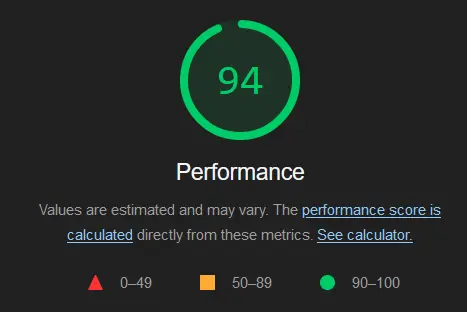 94
Performance
Values are estimated and may vary. The performance score is
calculated directly from these metrics. See calculator.
0–49 50–89 90–100